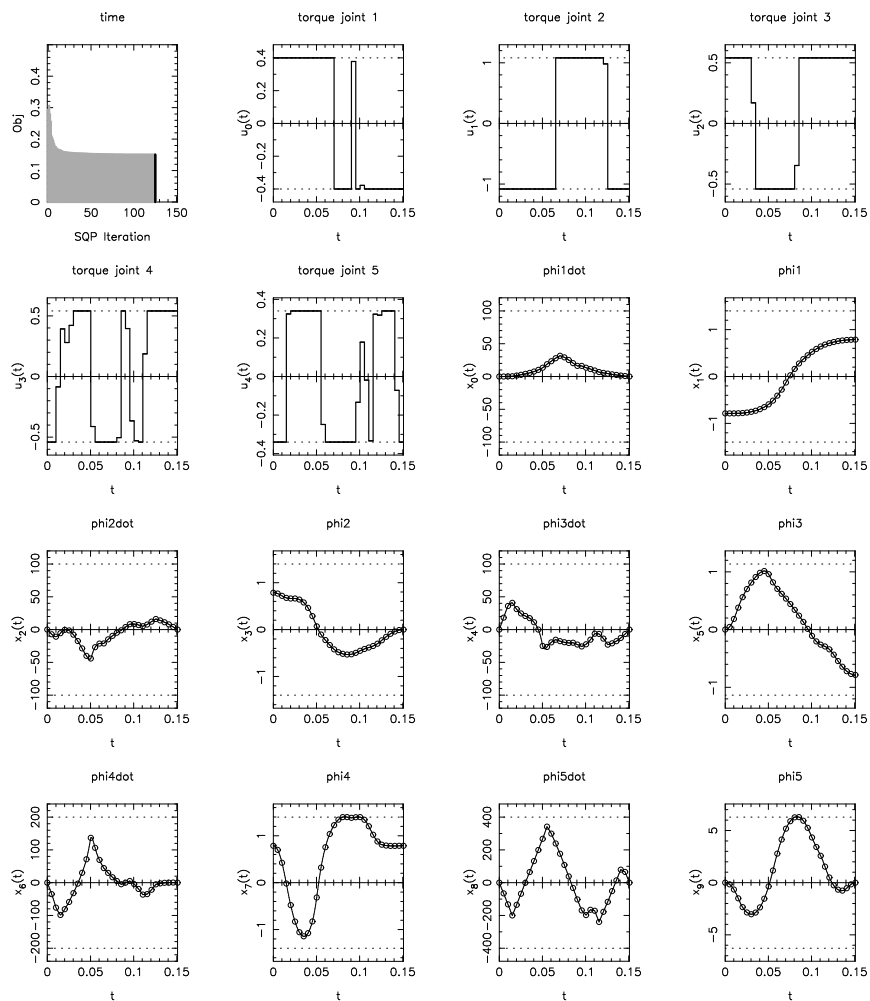 time
Obj
0.4
0.3
0.2
0.1
0
0
50
100
150
SQP Iteration
torque joint 1
u0(t)
0.4
0.2
0
−0.2
−0.4
0
0.05
0.1
0.15
t
torque joint 2
u1(t)
1
0
−1
0
0.05
0.1
0.15
t
torque joint 3
u2(t)
0.5
0
−0.5
0
0.05
0.1
0.15
t
torque joint 4
u3(t)
0.5
0
−0.5
0
0.05
0.1
0.15
t
torque joint 5
u4(t)
0.4
0.2
0
−0.2
−0.4
0
0.05
0.1
0.15
t
phi1dot
x0(t)
100
50
0
−50
−100
0
0.05
0.1
0.15
t
phi1
x1(t)
1
0
−1
0
0.05
0.1
0.15
t
phi2dot
x2(t)
100
50
0
−50
−100
0
0.05
0.1
0.15
t
phi2
x3(t)
1
0
−1
0
0.05
0.1
0.15
t
phi3dot
x4(t)
100
50
0
−50
−100
0
0.05
0.1
0.15
t
phi3
x5(t)
1
0
−1
0
0.05
0.1
0.15
t
phi4dot
x6(t)
200
100
0
−100
−200
0
0.05
0.1
0.15
t
phi4
x7(t)
1
0
−1
0
0.05
0.1
0.15
t
phi5dot
x8(t)
400
200
0
−200
−400
0
0.05
0.1
0.15
t
phi5
x9(t)
5
0
−5
0
0.05
0.1
0.15
t